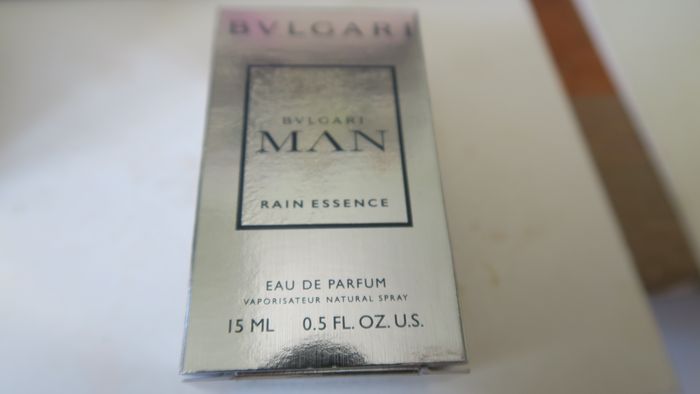 BVLGARI
BVLGARI
MAN
RAIN ESSENCE
EAU DE PARFUM
VAPORISATEUR NATURAL SPRAY
15 ML 0.5 FL. OZ. U.S.